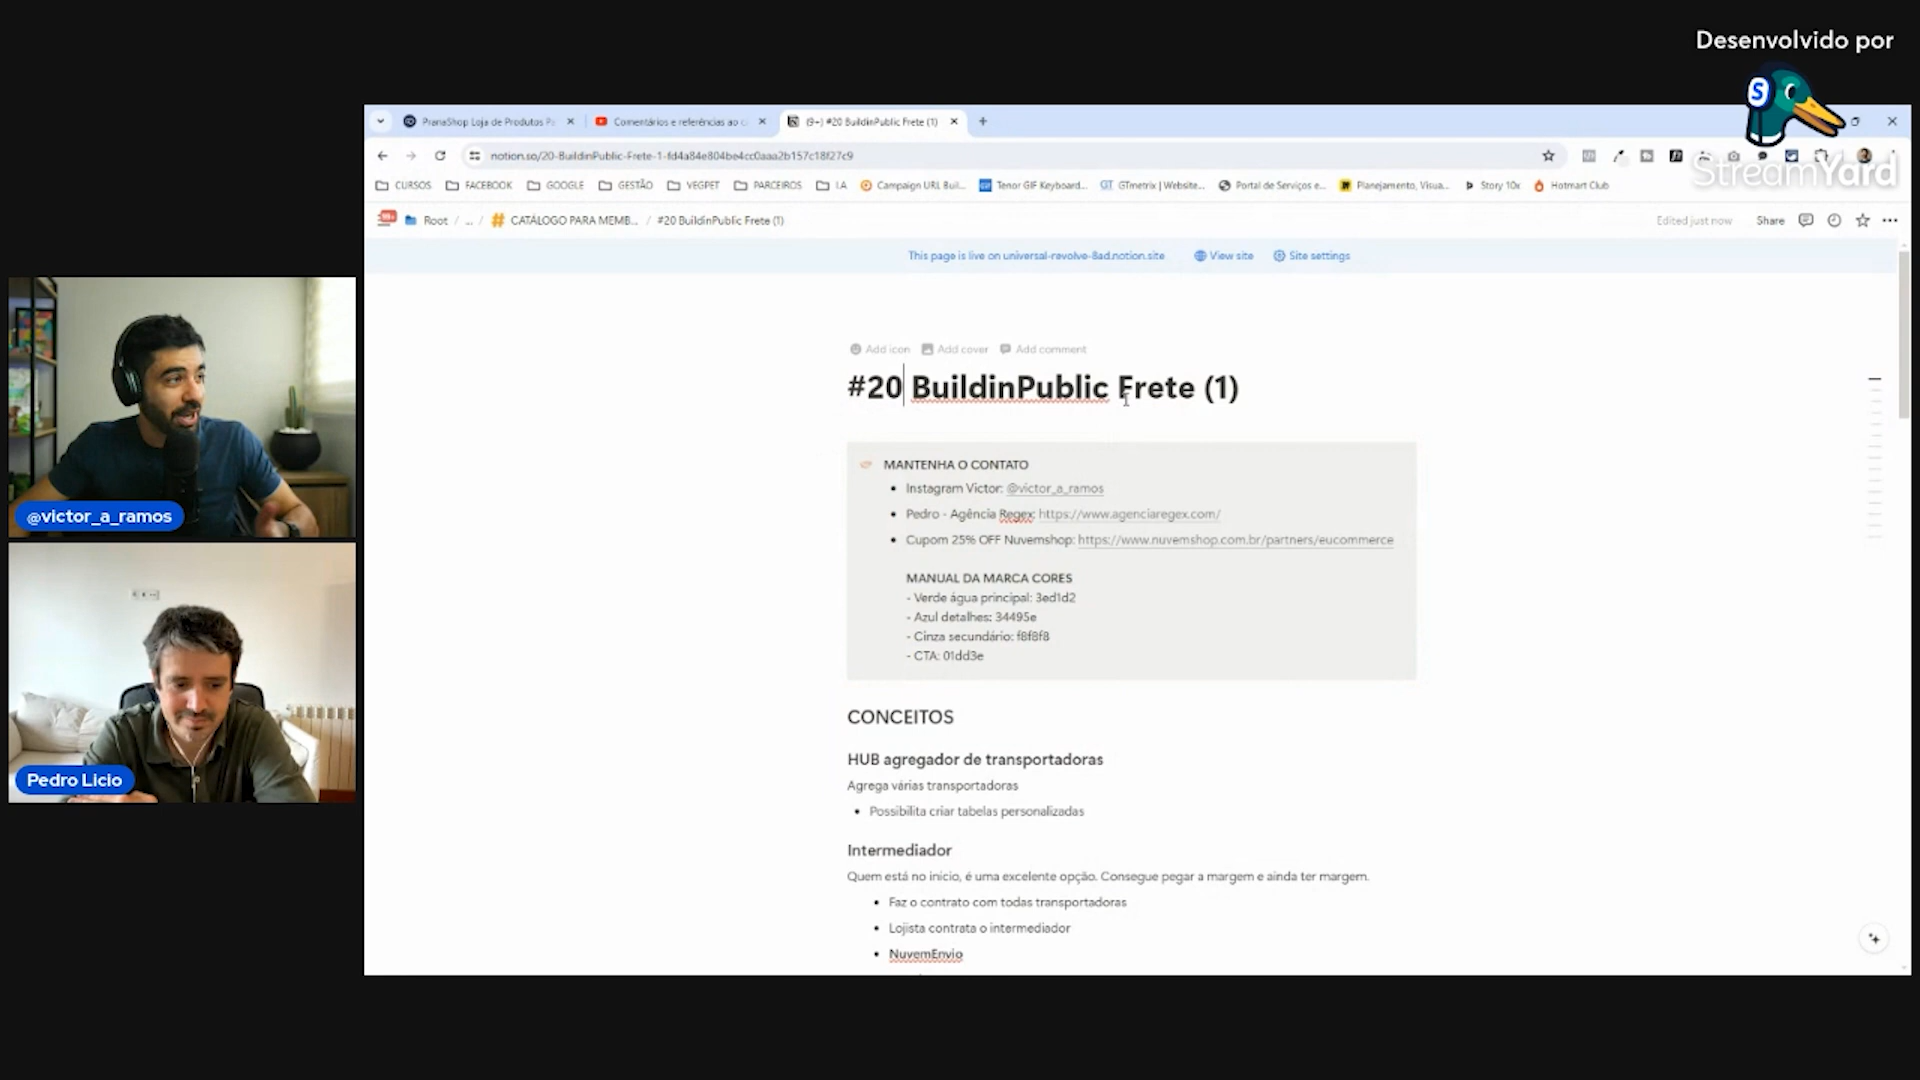 Desenvolvido por
StreamYard
PranaShop Loja de Produtos P
Comentários e referências ao c
(9+) #20 BuildinPublic Frete (1)
notion.so/20-BuildinPublic-Frete-1-fd4a84e804be4cc0aaa2b157c18f27c9
CURSOS FACEBOOK GOOGLE GESTÃO VEGPET PARCEIROS I.A Campaign URL Buil... Tenor GIF Keyboard... GTmetrix | Website... Portal de Serviços e... Planejamento, Visua... Story 10x Hotmart Club
Root / ... / CATÁLOGO PARA MEMB... / #20 BuildinPublic Frete (1)
Edited just now Share
This page is live on universal-revolve-8ad.notion.site View site Site settings
Add icon Add cover Add comment
#20 BuildinPublic Frete (1)
MANTENHA O CONTATO
• Instagram Victor: @victor_a_ramos
• Pedro - Agência Regex: https://www.agenciaregex.com/
• Cupom 25% OFF Nuvemshop: https://www.nuvemshop.com.br/partners/eucommerce
MANUAL DA MARCA CORES
- Verde água principal: 3ed1d2
- Azul detalhes: 34495e
- Cinza secundário: f8f8f8
- CTA: 01dd3e
CONCEITOS
HUB agregador de transportadoras
Agrega várias transportadoras
• Possibilita criar tabelas personalizadas
Intermediador
Quem está no início, é uma excelente opção. Consegue pegar a margem e ainda ter margem.
• Faz o contrato com todas transportadoras
• Lojista contrata o intermediador
• NuvemEnvio
@victor_a_ramos
Pedro Licio